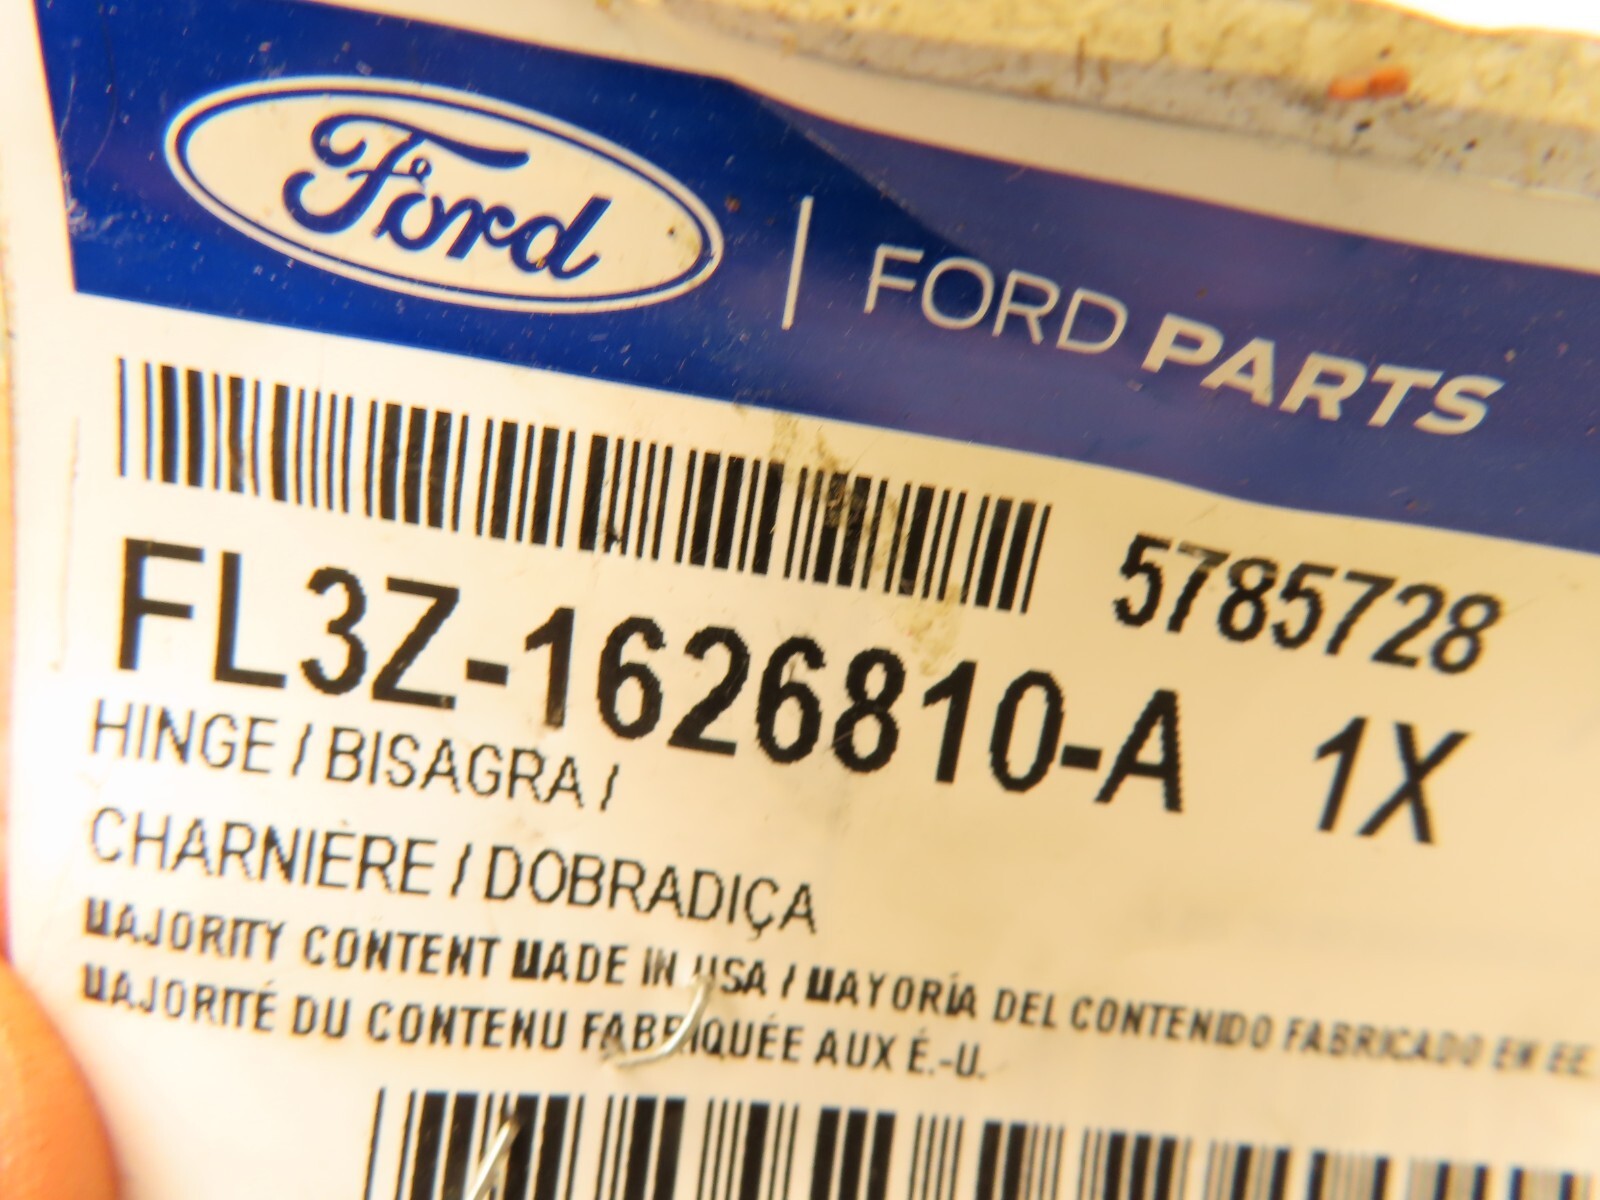 Ford | FORD PARTS
5785728
FL3Z-1626810-A 1X
HINGE / BISAGRA /
CHARNIÈRE / DOBRADIÇA
MAJORITY CONTENT MADE IN USA / MAYORÍA DEL CONTENIDO FABRICADO EN EE.
MAJORITÉ DU CONTENU FABRIQUÉE AUX É.-U.